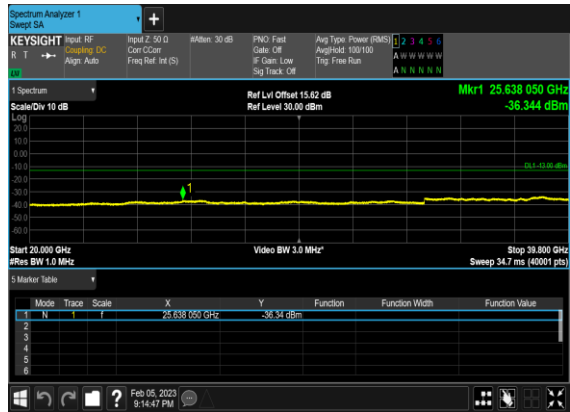 Spectrum Analyzer 1
Swept SA
+
KEYSIGHT Input: RF Input Z: 50 Ω #Atten: 30 dB PNO: Fast Avg Type: Power (RMS) 1 2 3 4 5 6
R T Coupling: DC Corr CCorr Gate: Off Avg|Hold: 100/100 A W W W W W
Align: Auto Freq Ref: Int (S) IF Gain: Low Trig: Free Run
Sig Track: Off A N N N N N
LW
1 Spectrum Ref Lvl Offset 15.62 dB Mkr1 25.638 050 GHz
Scale/Div 10 dB Ref Level 30.00 dBm -36.344 dBm
Log
20.0
10.0
0.00
-10.0
DL1 -13.00 dBm
-20.0
-30.0
1
-40.0
-50.0
-60.0
Start 20.000 GHz Video BW 3.0 MHz* Stop 39.800 GHz
#Res BW 1.0 MHz Sweep 34.7 ms (40001 pts)
5 Marker Table
Mode Trace Scale X Y Function Function Width Function Value
1 N 1 f 25.638 050 GHz -36.34 dBm
2
3
4
5
6
? Feb 05, 2023
9:14:47 PM